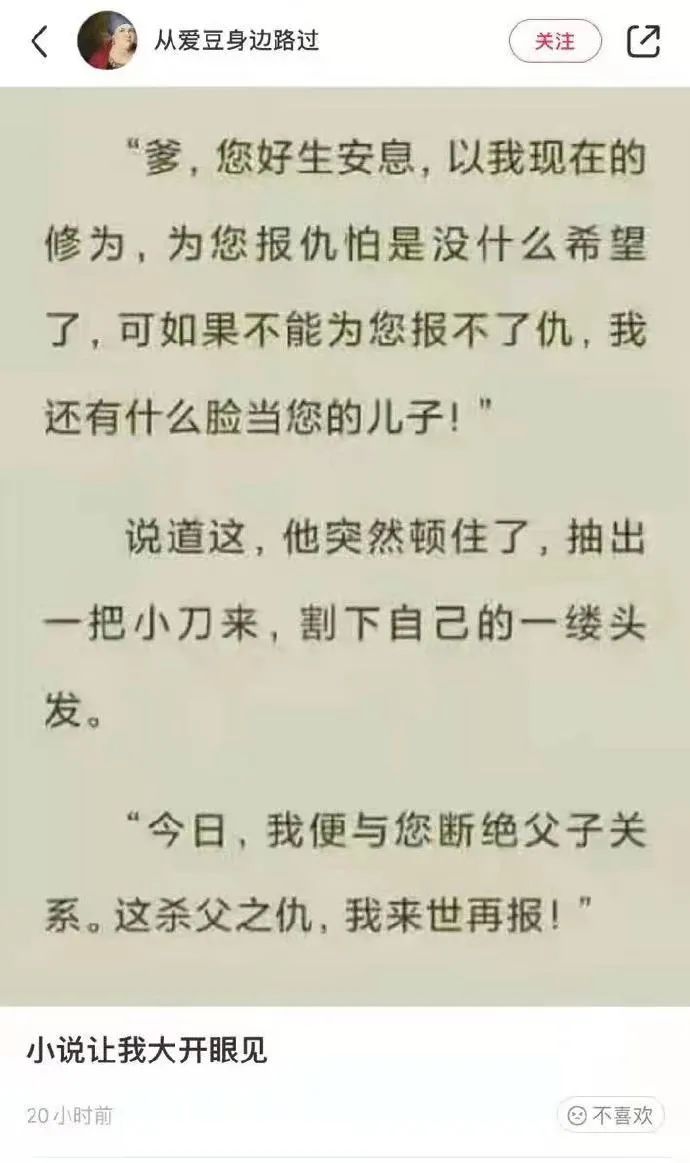 从爱豆身边路过
关注
“爹，您好生安息，以我现在的
修为，为您报仇怕是没什么希望
了，可如果不能为您报不了仇，我
还有什么脸当您的儿子！”
说道这，他突然顿住了，抽出
一把小刀来，割下自己的一缕头
发。
“今日，我便与您断绝父子关
系。这杀父之仇，我来世再报！”
小说让我大开眼见
20小时前
不喜欢